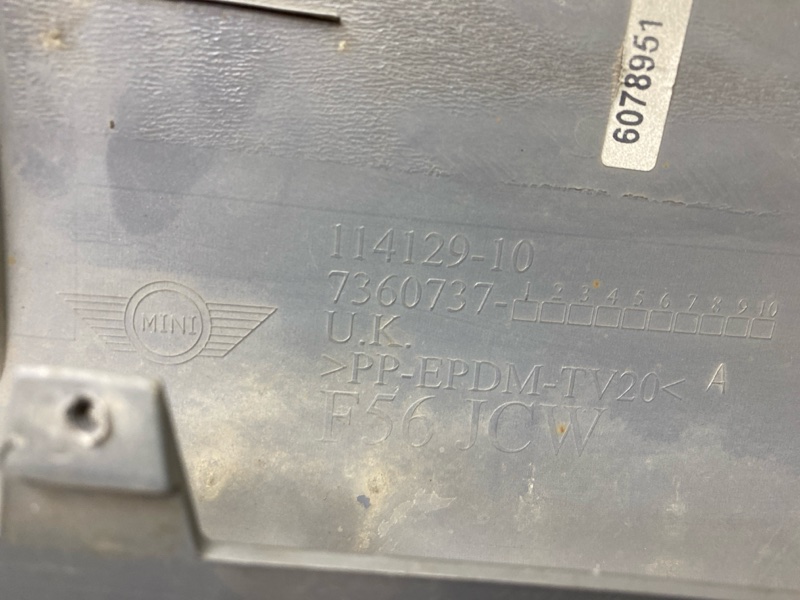 6078951
114129-10
7360737- 1 2 3 4 5 6 7 8 9 10
MINI
U.K.
>PP-EPDM-TV20< A
F56 JCW